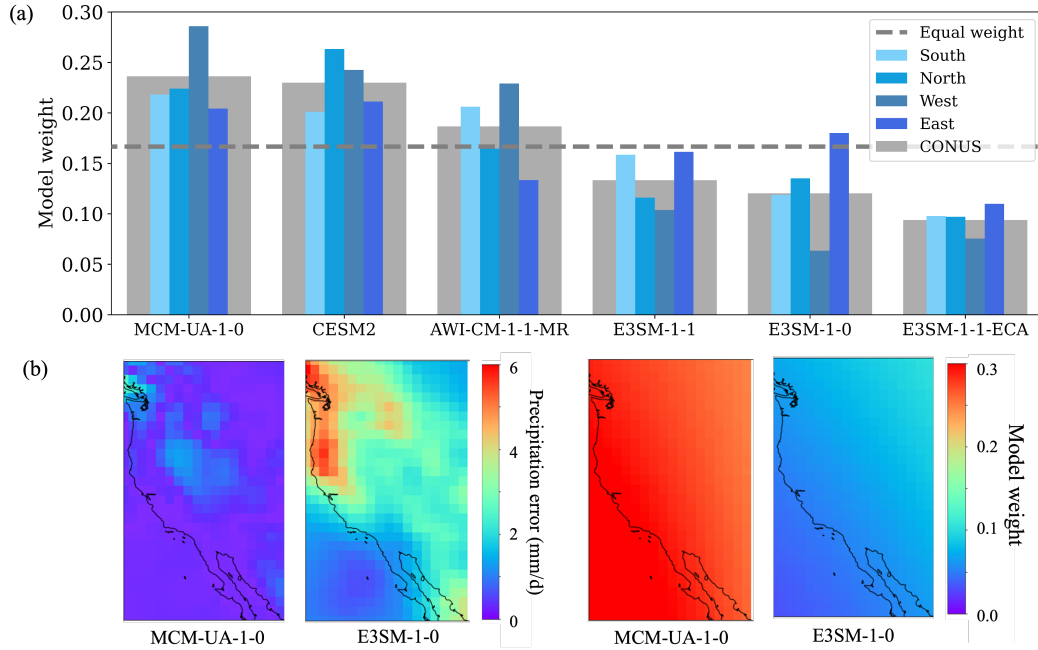 (a)
Model weight
0.30
0.25
0.20
0.15
0.10
0.05
0.00
Equal weight
South
North
West
East
CONUS
MCM-UA-1-0
CESM2
AWI-CM-1-1-MR
E3SM-1-1
E3SM-1-0
E3SM-1-1-ECA
(b)
6
4
2
0
Precipitation error (mm/d)
0.3
0.2
0.1
0.0
Model weight
MCM-UA-1-0
E3SM-1-0
MCM-UA-1-0
E3SM-1-0